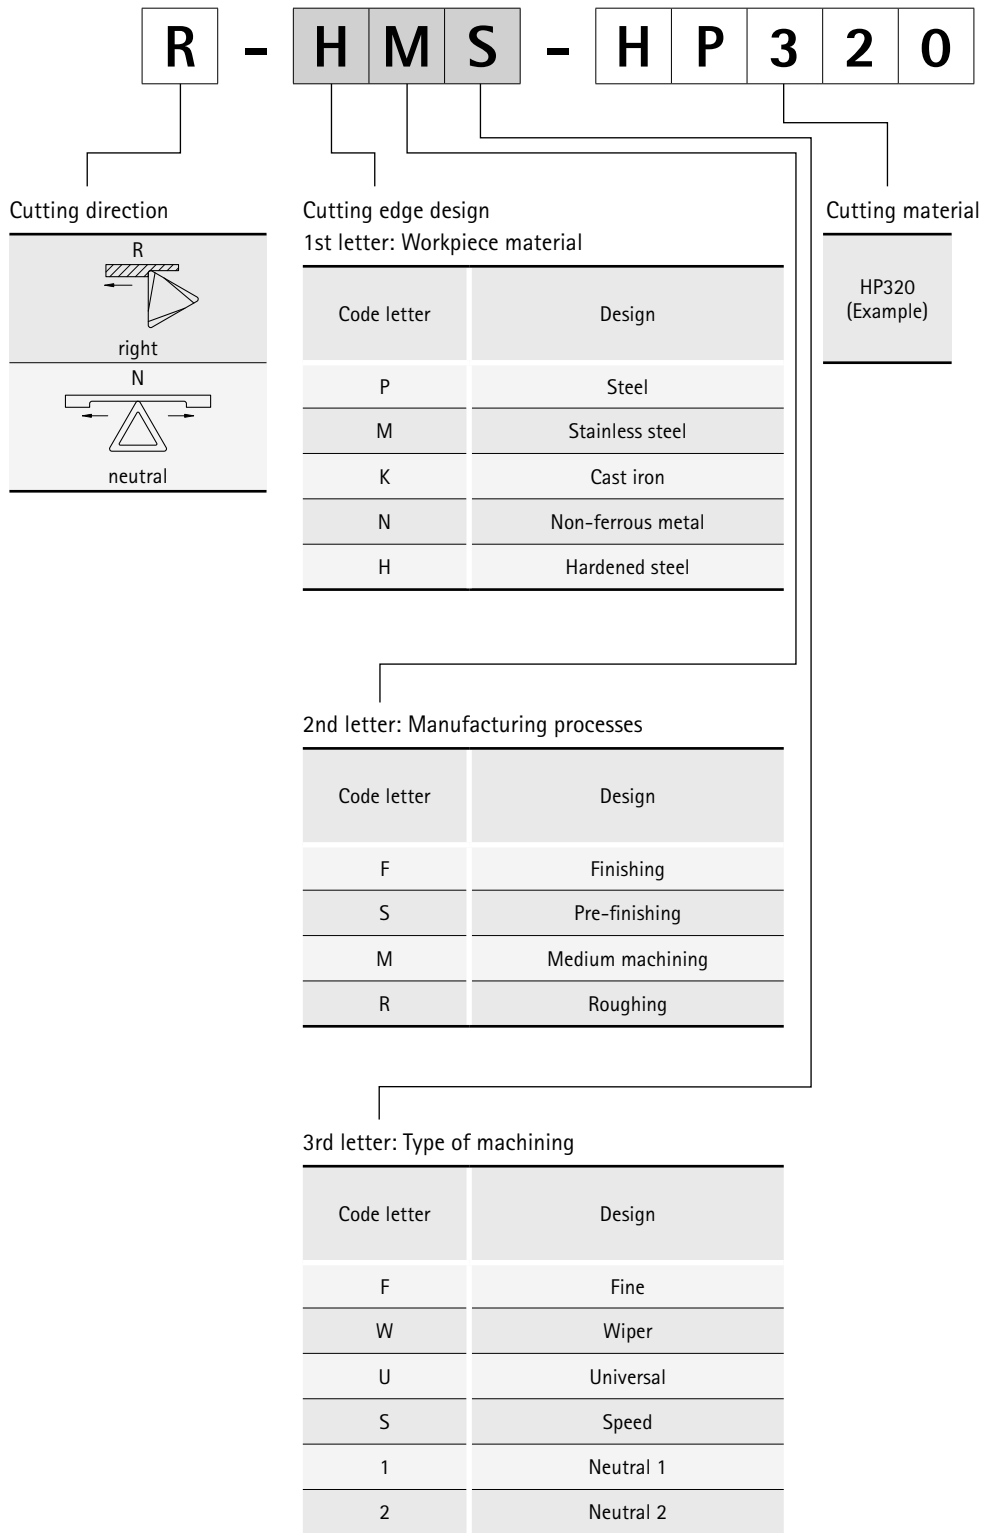 R - H M S - H P 3 2 0
Cutting direction
R
right
N
neutral
Cutting edge design
1st letter: Workpiece material
Code letter Design
P Steel
M Stainless steel
K Cast iron
N Non-ferrous metal
H Hardened steel
2nd letter: Manufacturing processes
Code letter Design
F Finishing
S Pre-finishing
M Medium machining
R Roughing
3rd letter: Type of machining
Code letter Design
F Fine
W Wiper
U Universal
S Speed
1 Neutral 1
2 Neutral 2
Cutting material
HP320
(Example)